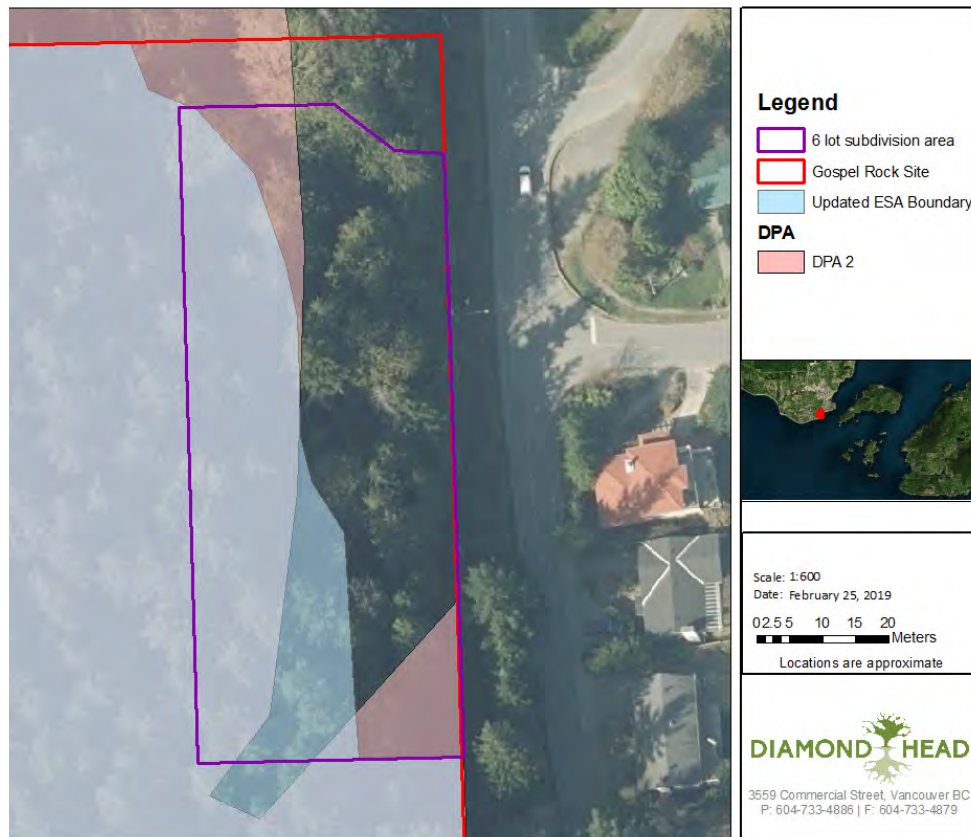 Legend
6 lot subdivision area
Gospel Rock Site
Updated ESA Boundary
DPA
DPA 2
Scale: 1:600
Date: February 25, 2019
0 2.5 5 10 15 20
Meters
Locations are approximate
DIAMOND HEAD
3559 Commercial Street, Vancouver BC
P: 604-733-4886 | F: 604-733-4879